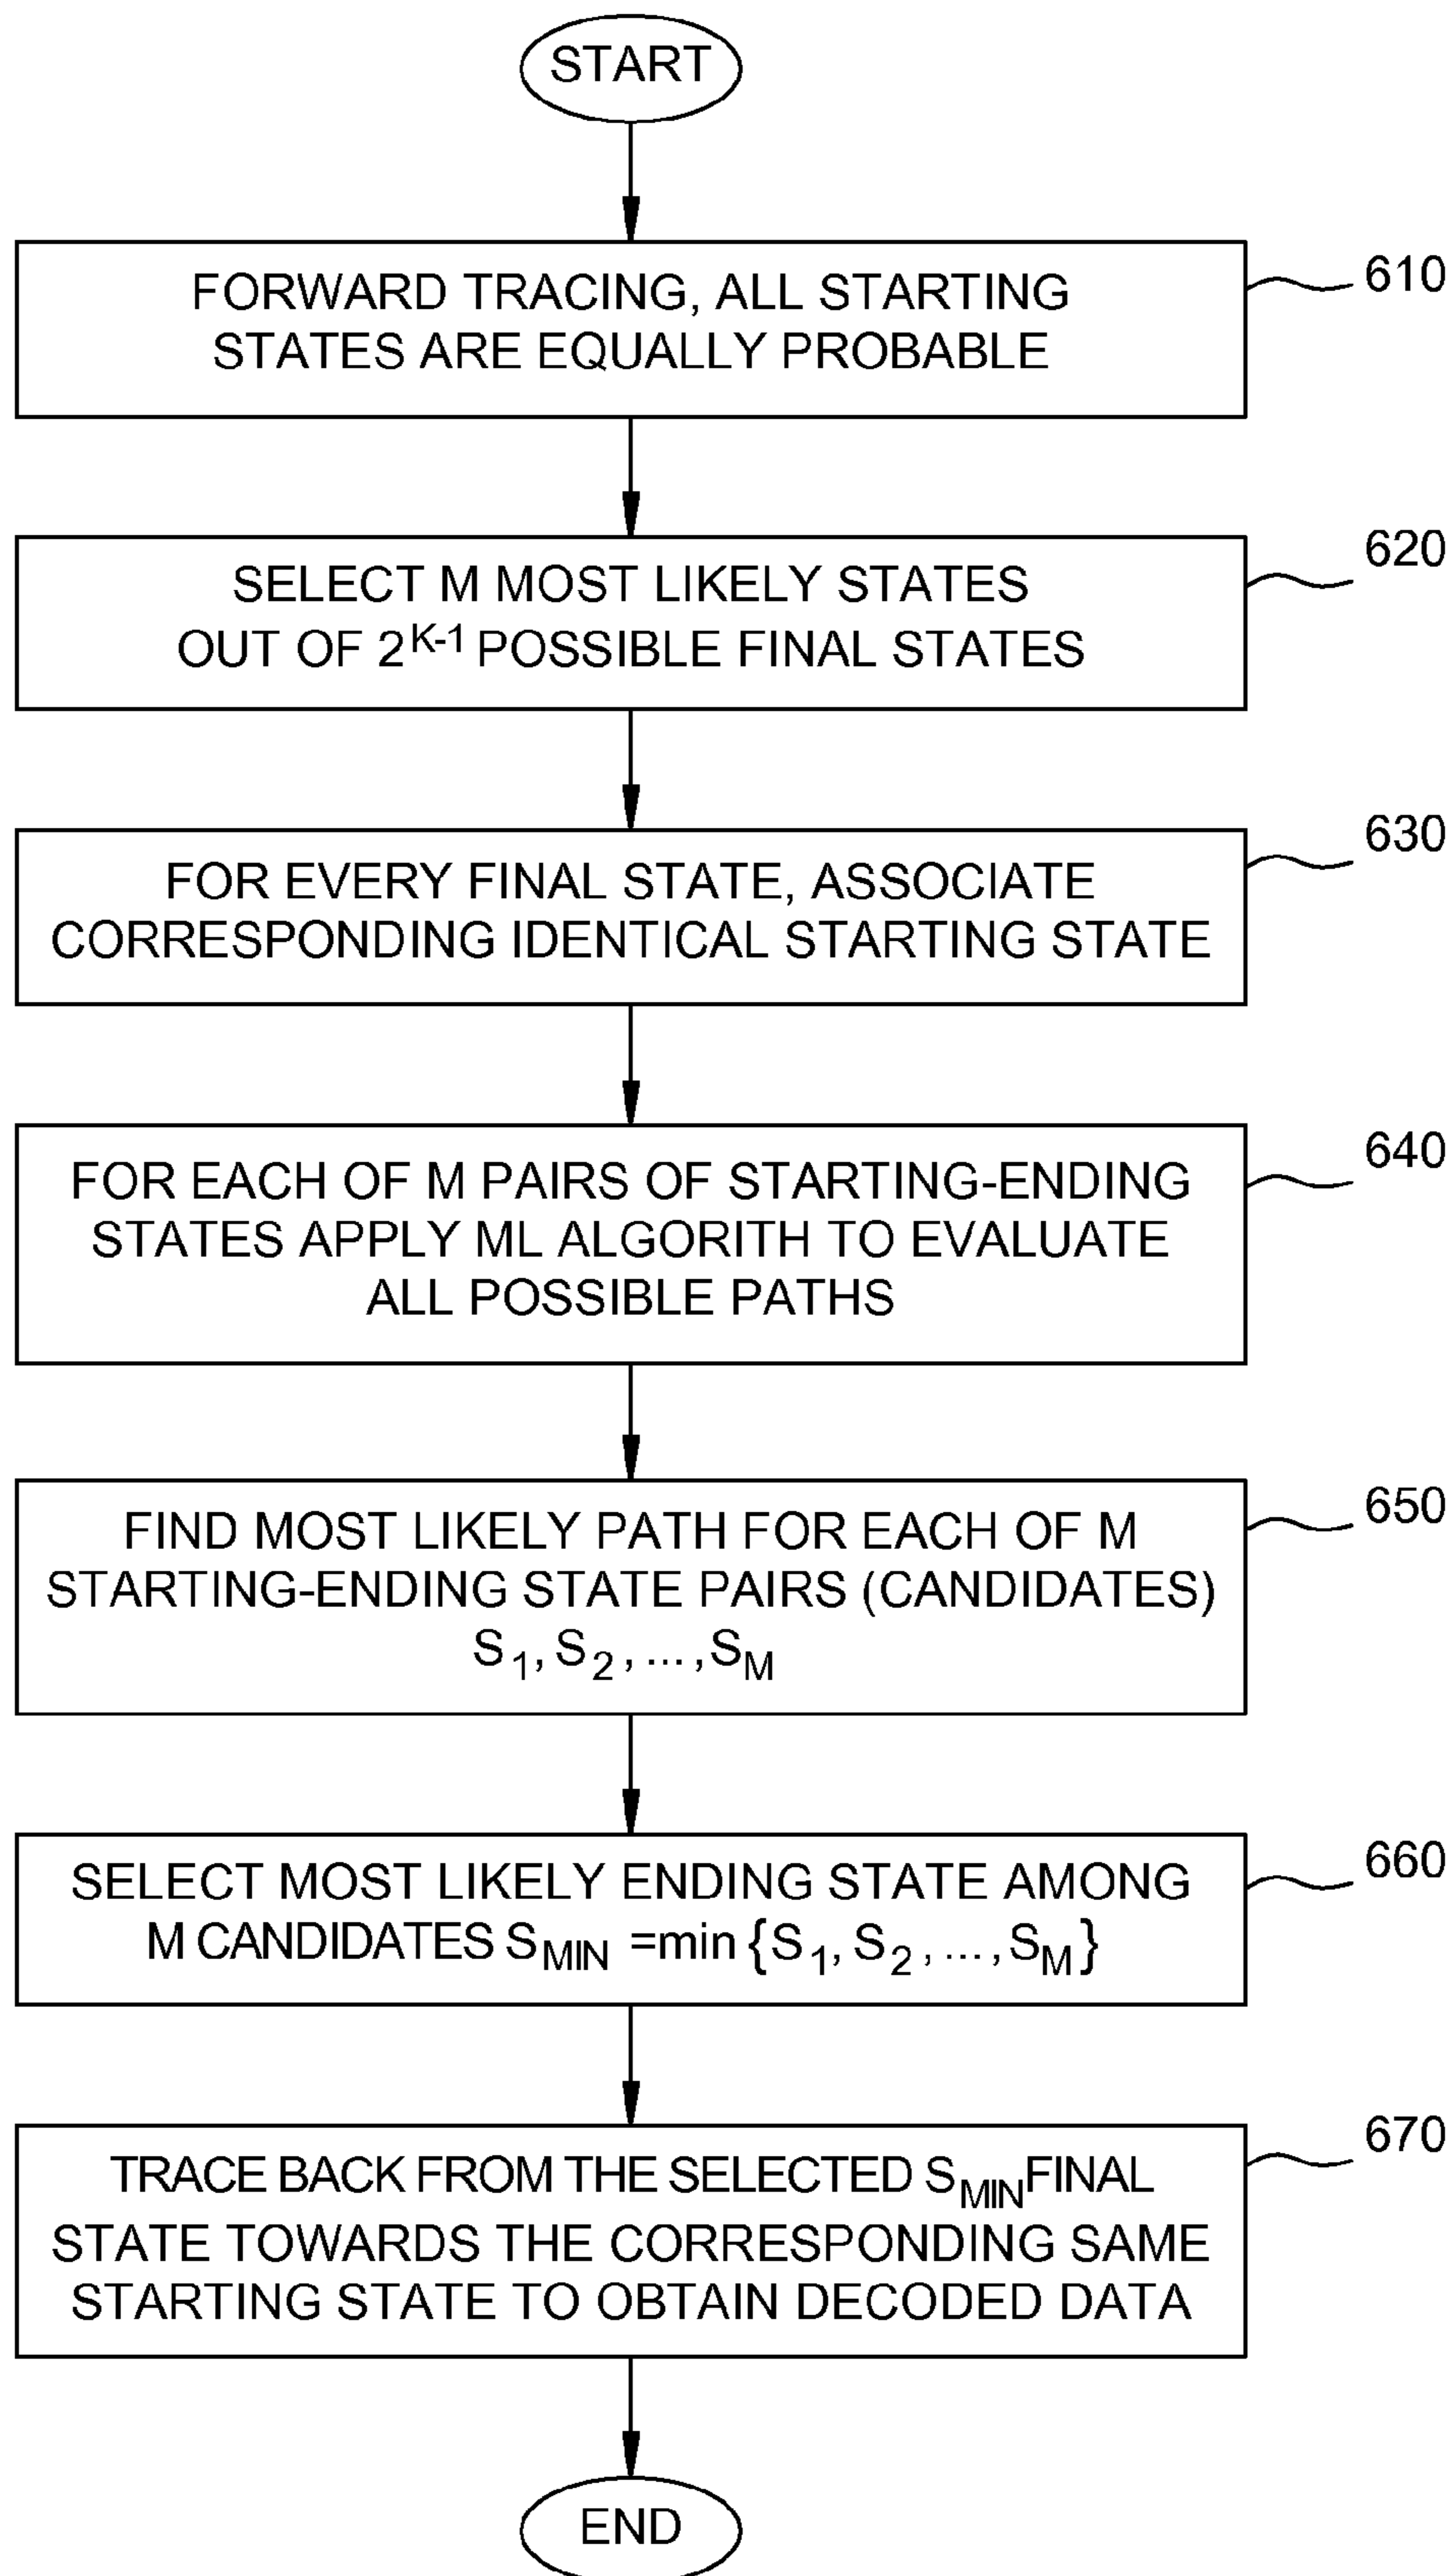 START
FORWARD TRACING, ALL STARTING
STATES ARE EQUALLY PROBABLE
610
SELECT M MOST LIKELY STATES
OUT OF 2^K-1 POSSIBLE FINAL STATES
620
FOR EVERY FINAL STATE, ASSOCIATE
CORRESPONDING IDENTICAL STARTING STATE
630
FOR EACH OF M PAIRS OF STARTING-ENDING
STATES APPLY ML ALGORITH TO EVALUATE
ALL POSSIBLE PATHS
640
FIND MOST LIKELY PATH FOR EACH OF M
STARTING-ENDING STATE PAIRS (CANDIDATES)
S1, S2, ...,SM
650
SELECT MOST LIKELY ENDING STATE AMONG
M CANDIDATES SMIN =min {S1, S2, ...,SM}
660
TRACE BACK FROM THE SELECTED SMIN FINAL
STATE TOWARDS THE CORRESPONDING SAME
STARTING STATE TO OBTAIN DECODED DATA
670
END